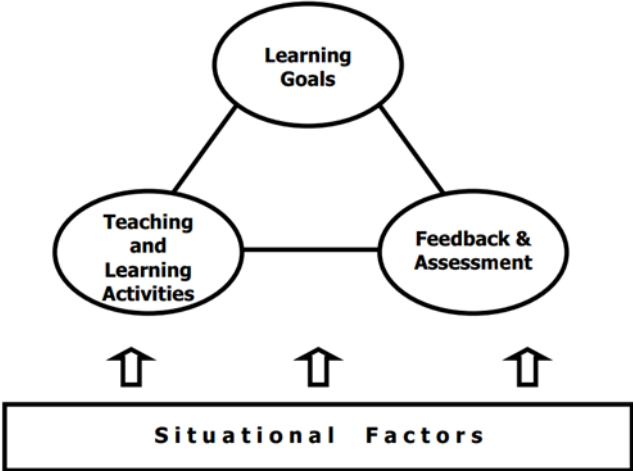 Learning
Goals
Teaching
and
Learning
Activities
Feedback &
Assessment
Situational Factors